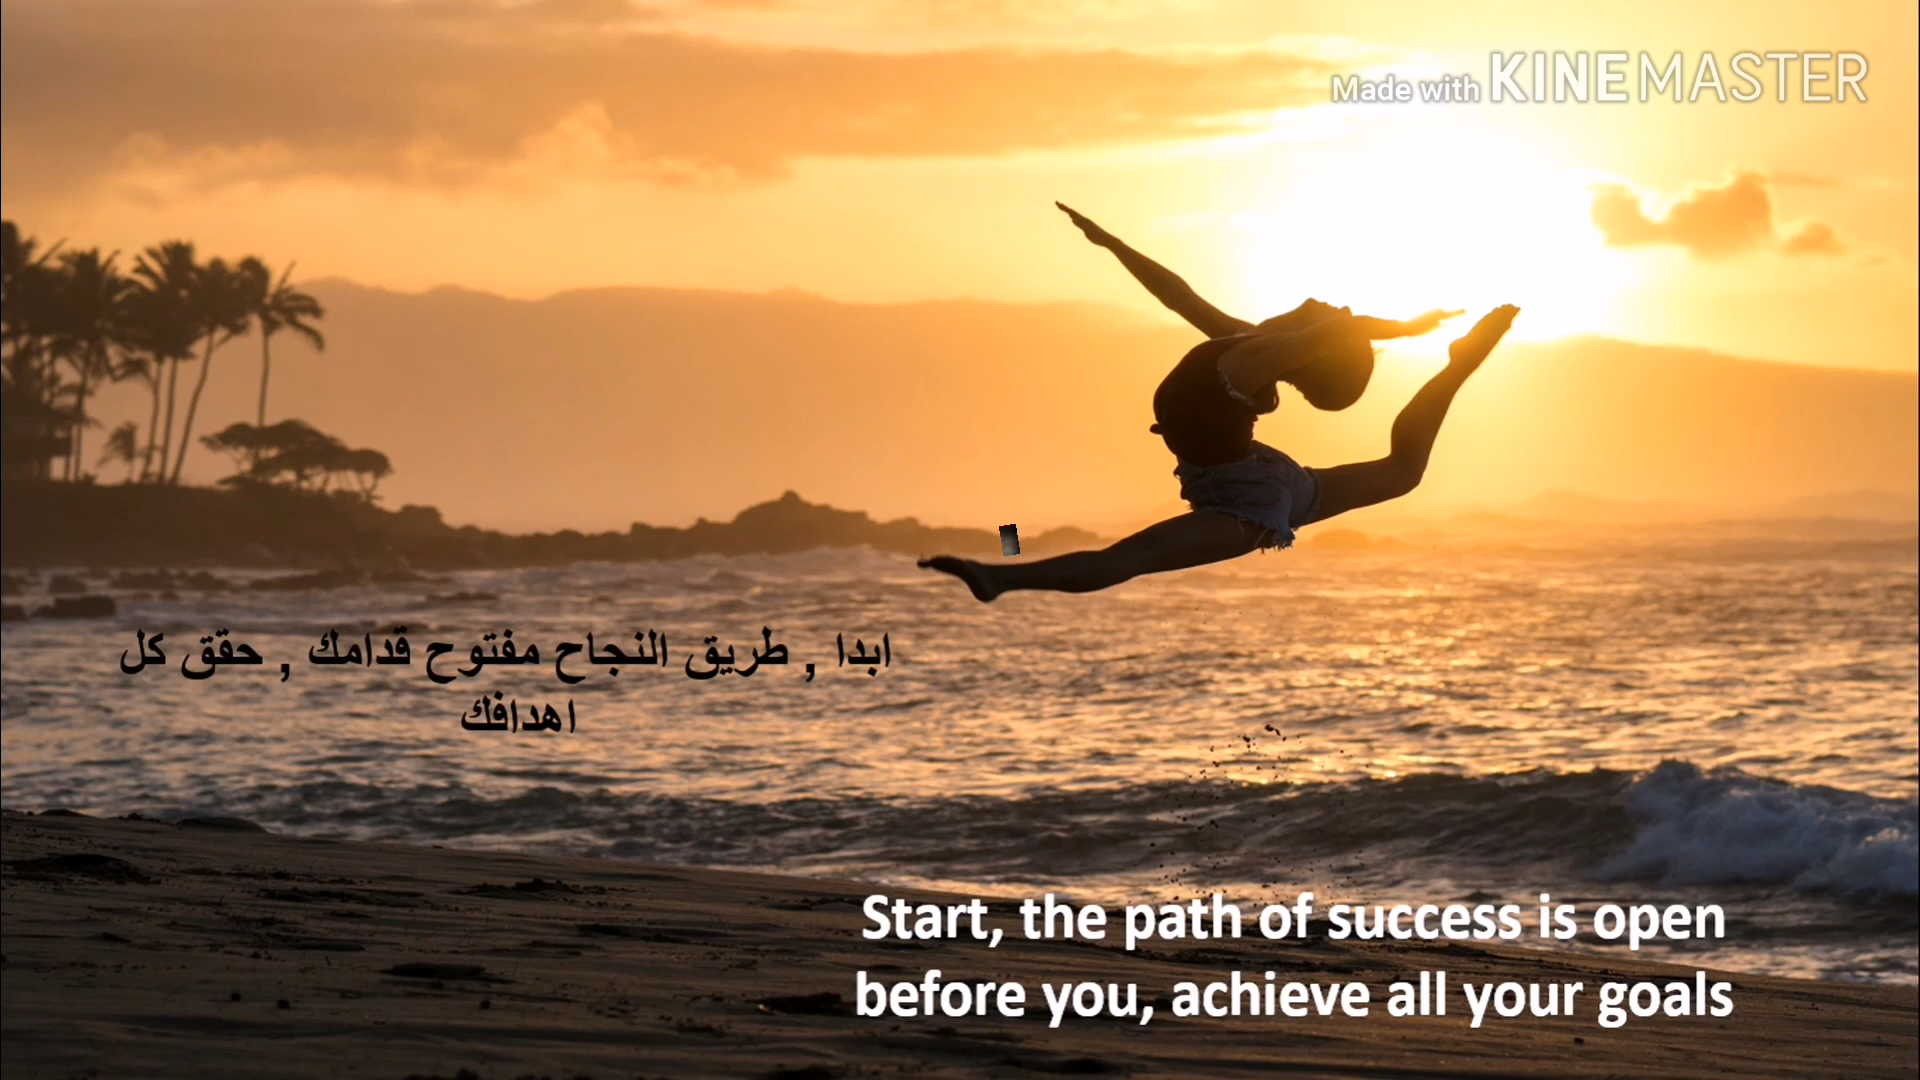 Made with KINEMASTER
ابدا , طريق النجاح مفتوح قدامك , حقق كل
اهدافك
Start, the path of success is open
before you, achieve all your goals